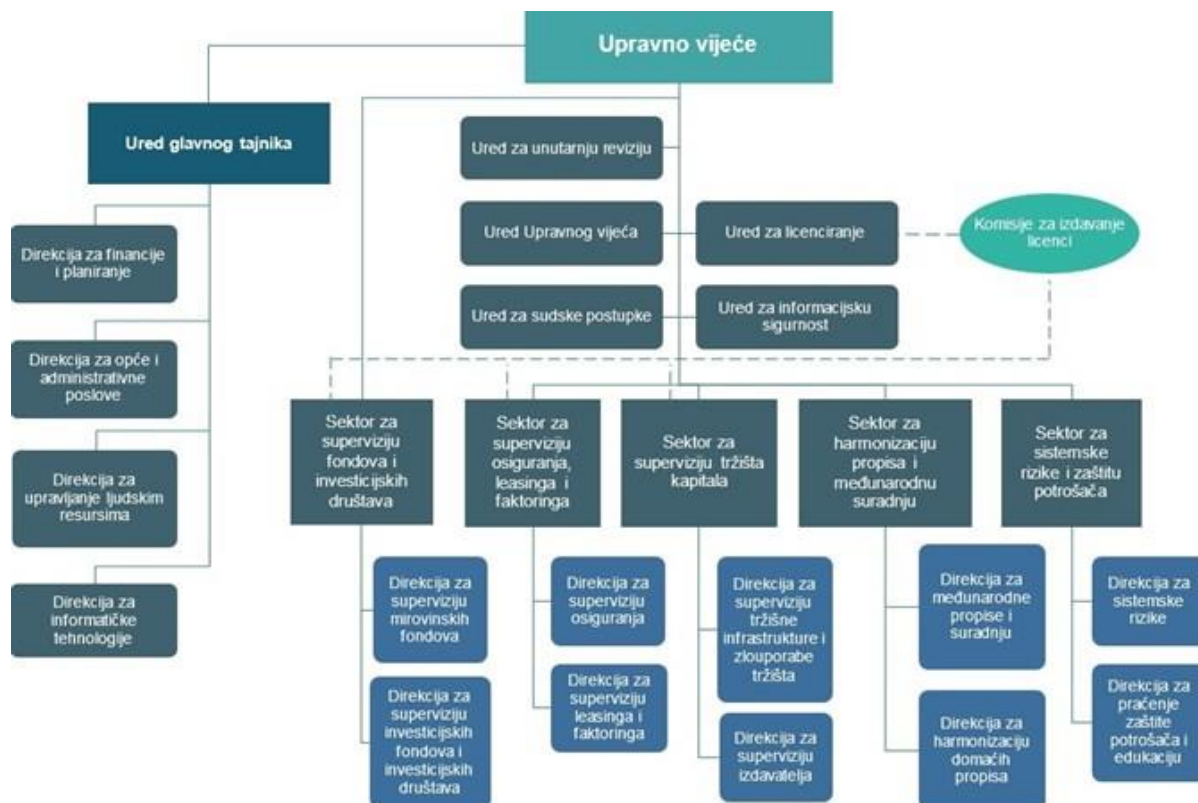 Upravno vijeće
Ured glavnog tajnika
Direkcija za financije
i planiranje
Direkcija za opće i
administrativne
poslove
Direkcija za
upravljanje ljudskim
resursima
Direkcija za
informatičke
tehnologije
Ured za unutarnju reviziju
Ured Upravnog vijeća
Ured za licenciranje
Komisije za izdavanje
licenci
Ured za sudske postupke
Ured za informacijsku
sigurnost
Sektor za
superviziju
fondova i
investicijskih
društava
Sektor za
superviziju
osiguranja,
leasinga i
faktoringa
Sektor za
superviziju tržišta
kapitala
Sektor za
harmonizaciju
propisa i
međunarodnu
suradnju
Sektor za
sistemske
rizike i zaštitu
potrošača
Direkcija za
superviziju
mirovinskih
fondova
Direkcija za
superviziju
investicijskih
fondova i
investicijskih
društava
Direkcija za
superviziju
osiguranja
Direkcija za
superviziju
leasinga i
faktoringa
Direkcija za
superviziju
tržišne
infrastrukture i
zlouporabe
tržišta
Direkcija za
superviziju
izdavatelja
Direkcija za
međunarodne
propise i
suradnju
Direkcija za
harmonizaciju
domaćih
propisa
Direkcija za
sistemske
rizike
Direkcija za
praćenje
zaštite
potrošača i
edukaciju